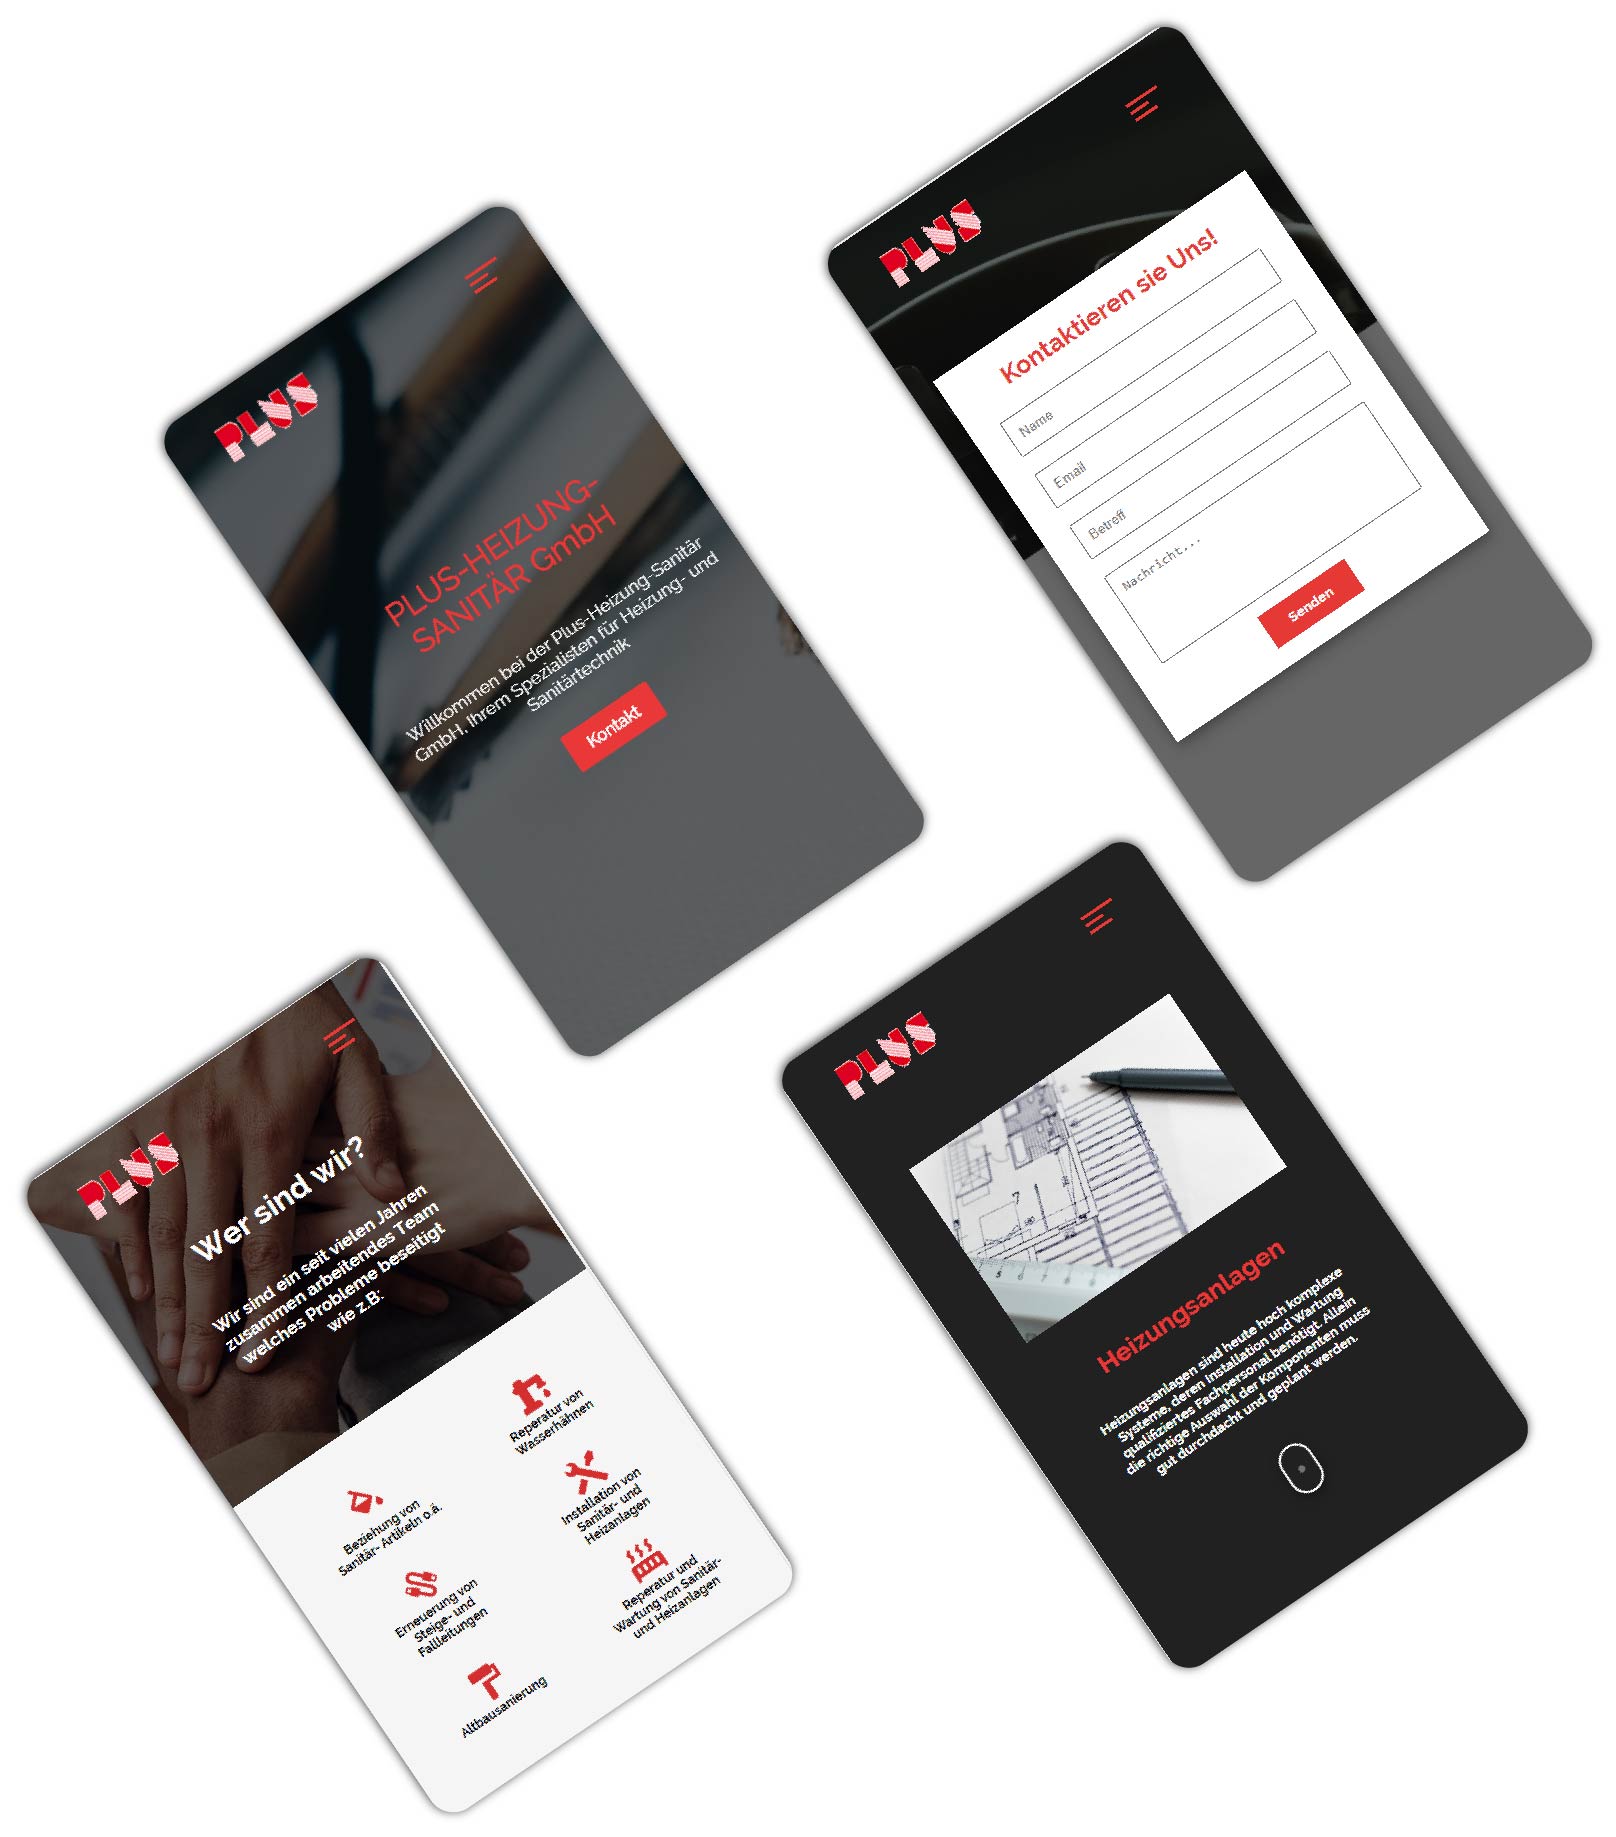 PLUS
PLUS-HEIZUNG-
SANITÄR GmbH
Willkommen bei der Plus-Heizung-Sanitär
GmbH, Ihrem Spezialisten für Heizung- und
Sanitärtechnik
Kontakt
PLUS
Kontaktieren sie Uns!
Name
Email
Betreff
Nachricht...
Senden
PLUS
Wer sind wir?
Wir sind ein seit vielen Jahren
zusammen arbeitendes Team
welches Probleme beseitigt
wie z.B:
Beziehung von
Sanitär- Artikeln o.ä.
Reperatur von
Wasserhähnen
Erneuerung von
Steige- und
Fallleitungen
Installation von
Sanitär- und
Heizanlagen
Altbausanierung
Reperatur und
Wartung von Sanitär-
und Heizanlagen
PLUS
5 6 7
Heizungsanlagen
Heizungsanlagen sind heute hoch komplexe
Systeme, deren Installation und Wartung
qualifiziertes Fachpersonal benötigt. Allein
die richtige Auswahl der Komponenten muss
gut durchdacht und geplant werden.